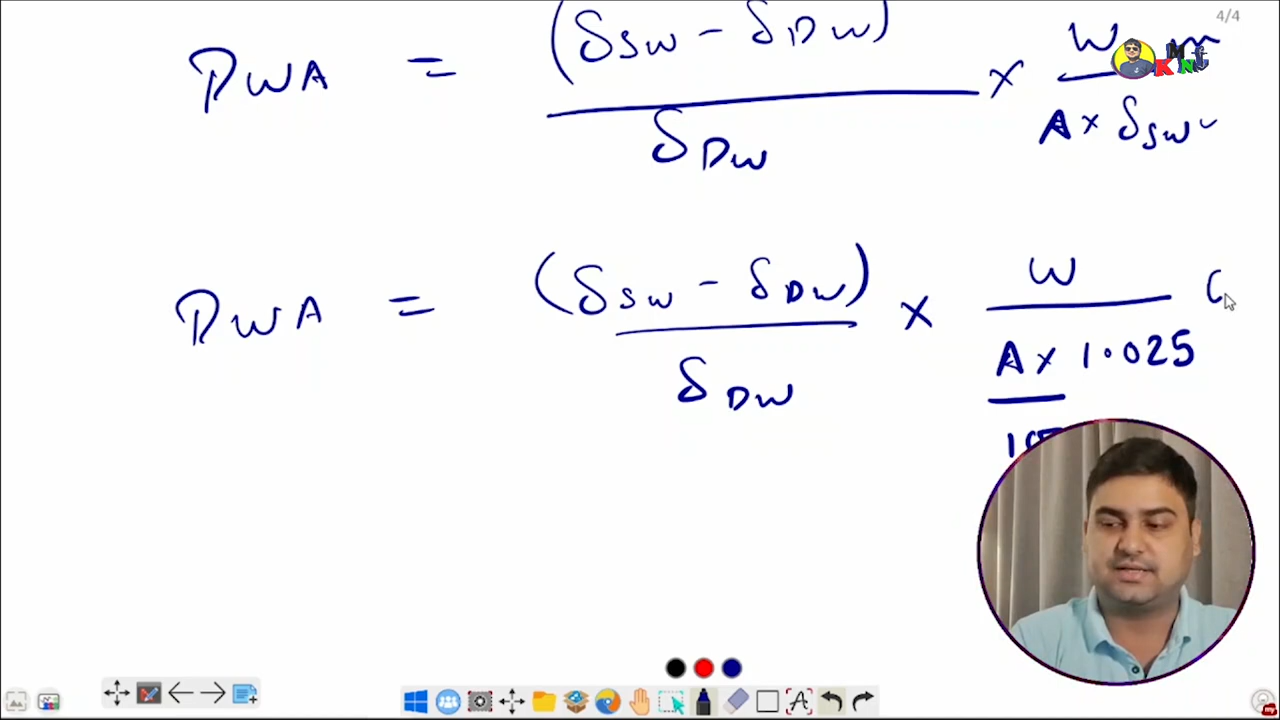 4/4
DWA = (δSW - δDW) / δDW × W / A × δSW m
DWA = (δSW - δDW) / δDW × W / A × 1.025